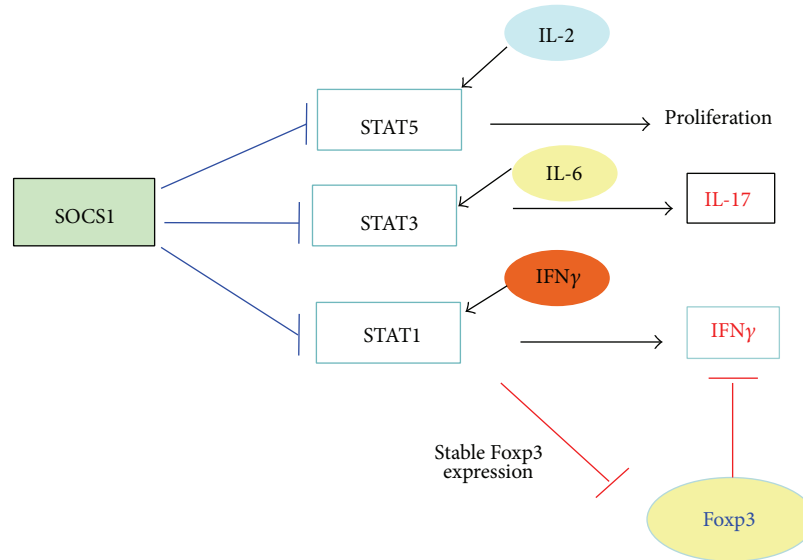 IL-2
STAT5
Proliferation
IL-6
IL-17
SOCS1
STAT3
IFNγ
STAT1
IFNγ
Stable Foxp3
expression
Foxp3